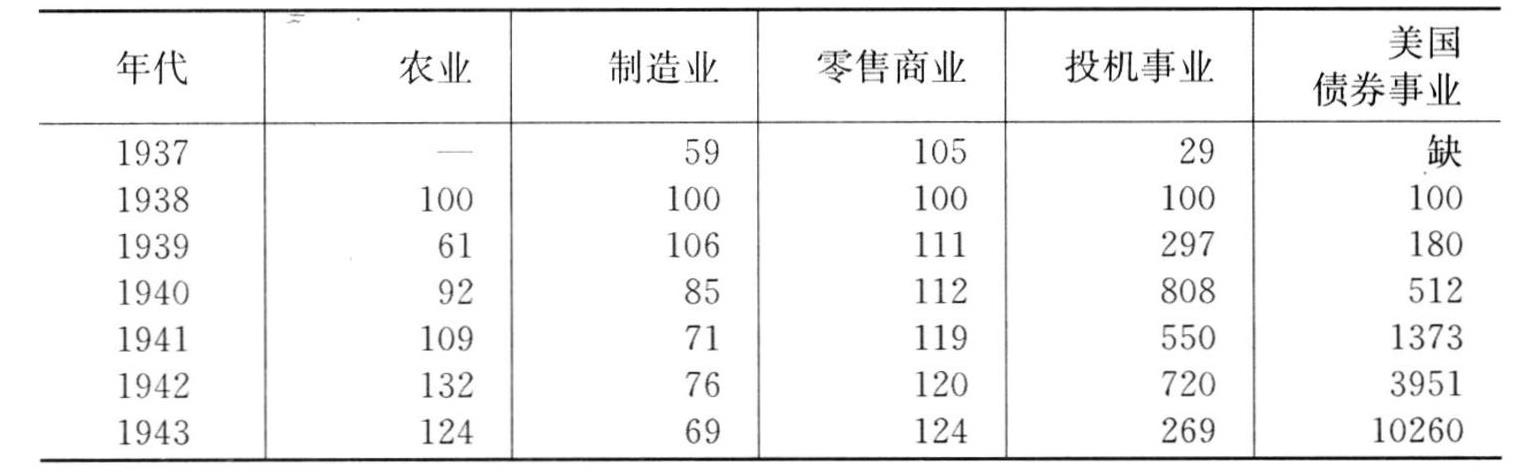 年代 农业 制造业 零售商业 投机事业 美国
债券事业
1937 — 59 105 29 缺
1938 100 100 100 100 100
1939 61 106 111 297 180
1940 92 85 112 808 512
1941 109 71 119 550 1373
1942 132 76 120 720 3951
1943 124 69 124 269 10260